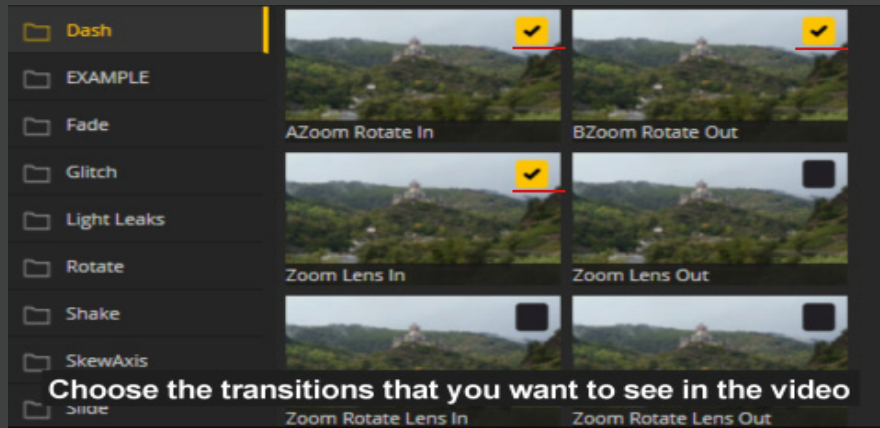 Dash
EXAMPLE
Fade
Glitch
Light Leaks
Rotate
Shake
SkewAxis
Slide
AZoom Rotate In
BZoom Rotate Out
Zoom Lens In
Zoom Lens Out
Zoom Rotate Lens In
Zoom Rotate Lens Out
Choose the transitions that you want to see in the video